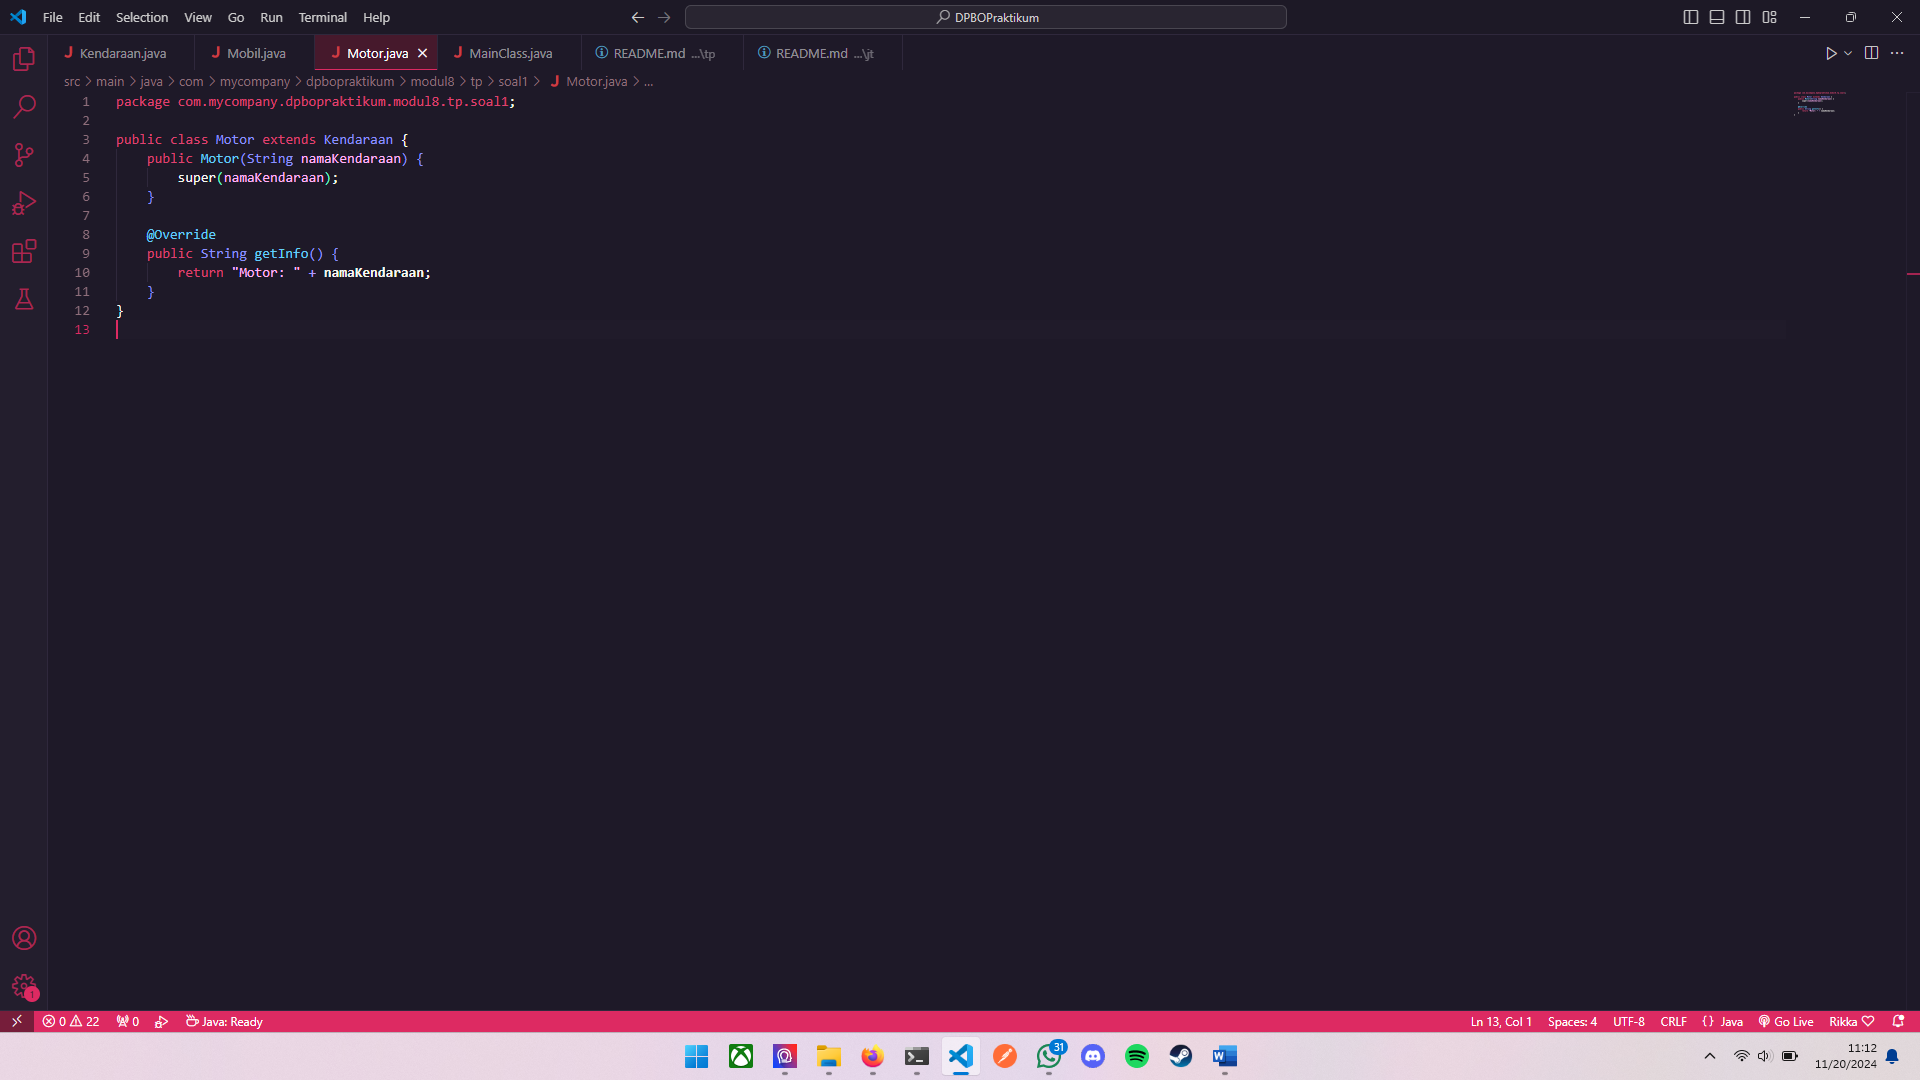 File Edit Selection View Go Run Terminal Help
DPBOPraktikum
Kendaraan.java Mobil.java Motor.java MainClass.java README.md ...\tp README.md ...\jt
src > main > java > com > mycompany > dpbopraktikum > modul8 > tp > soal1 > Motor.java > ...
1 package com.mycompany.dpbopraktikum.modul8.tp.soal1;
2
3 public class Motor extends Kendaraan {
4     public Motor(String namaKendaraan) {
5         super(namaKendaraan);
6     }
7
8     @Override
9     public String getInfo() {
10         return "Motor: " + namaKendaraan;
11     }
12 }
13
1
0 22 0 Java: Ready Ln 13, Col 1 Spaces: 4 UTF-8 CRLF {} Java Go Live Rikka
31
11:12
11/20/2024